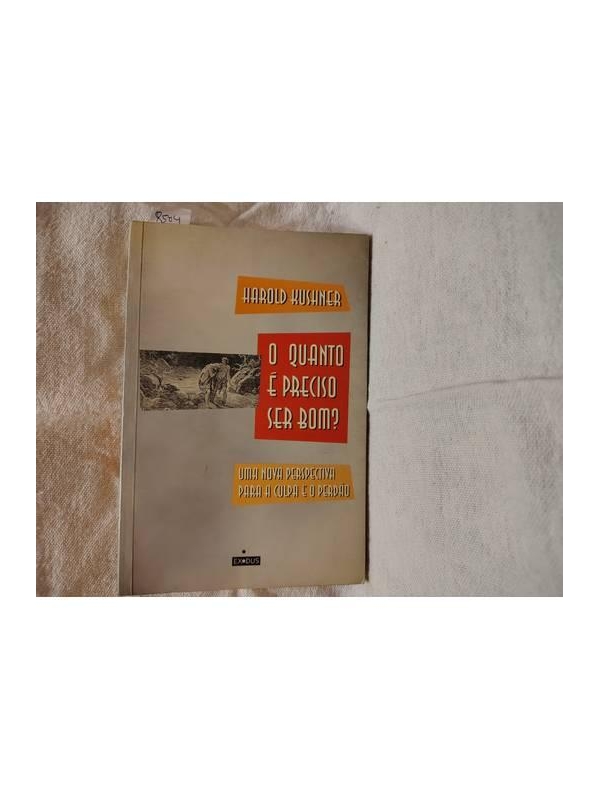 8504
HAROLD KUSHNER
O QUANTO
É PRECISO
SER BOM?
UMA NOVA PERSPECTIVA
PARA A CULPA E O PERDÃO
EXODUS